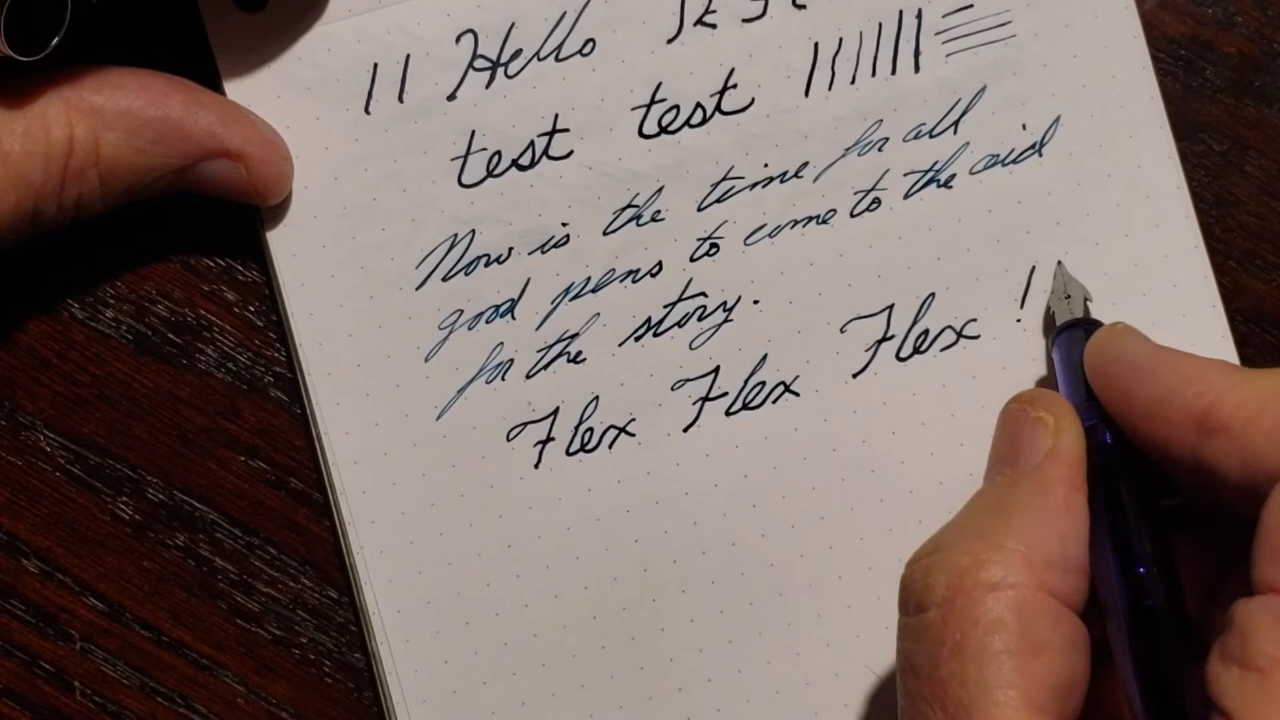 Hello
test test
Now is the time for all
good pens to come to the aid
for the story.
Flex Flex Flex !